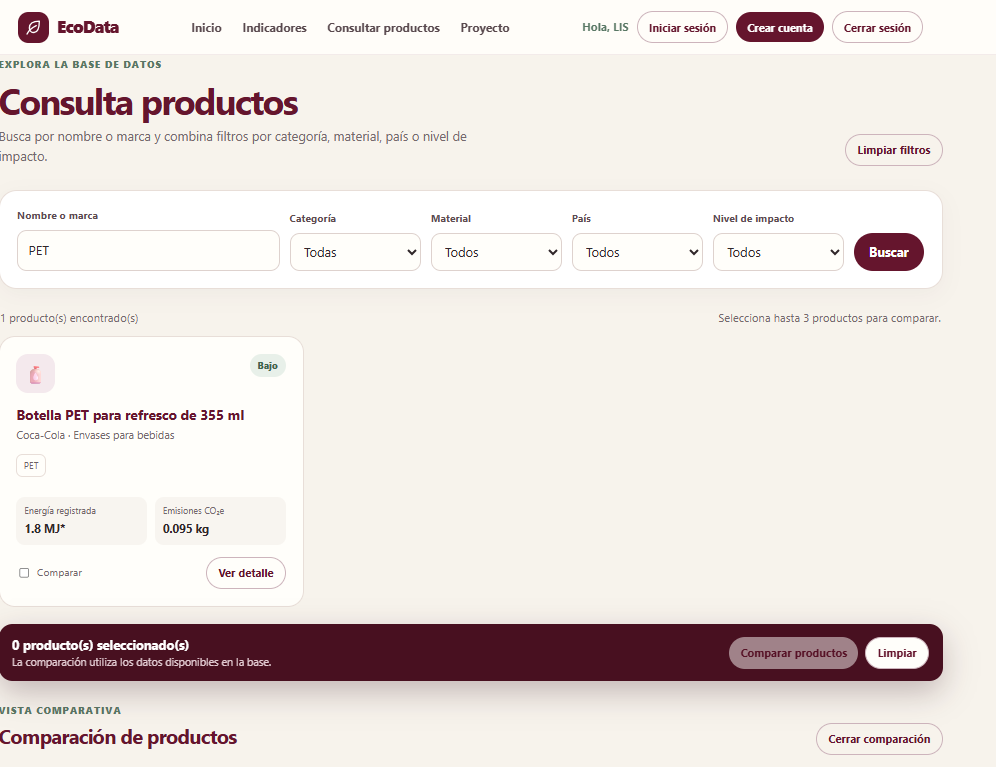 EcoData
Inicio
Indicadores
Consultar productos
Proyecto
Hola, LIS
Iniciar sesión
Crear cuenta
Cerrar sesión
EXPLORA LA BASE DE DATOS
Consulta productos
Busca por nombre o marca y combina filtros por categoría, material, país o nivel de
impacto.
Limpiar filtros
Nombre o marca
Categoría
Material
País
Nivel de impacto
PET
Todas
Todos
Todos
Todos
Buscar
1 producto(s) encontrado(s)
Selecciona hasta 3 productos para comparar.
Bajo
Botella PET para refresco de 355 ml
Coca-Cola · Envases para bebidas
PET
Energía registrada
1.8 MJ*
Emisiones CO₂e
0.095 kg
Comparar
Ver detalle
0 producto(s) seleccionado(s)
La comparación utiliza los datos disponibles en la base.
Comparar productos
Limpiar
VISTA COMPARATIVA
Comparación de productos
Cerrar comparación